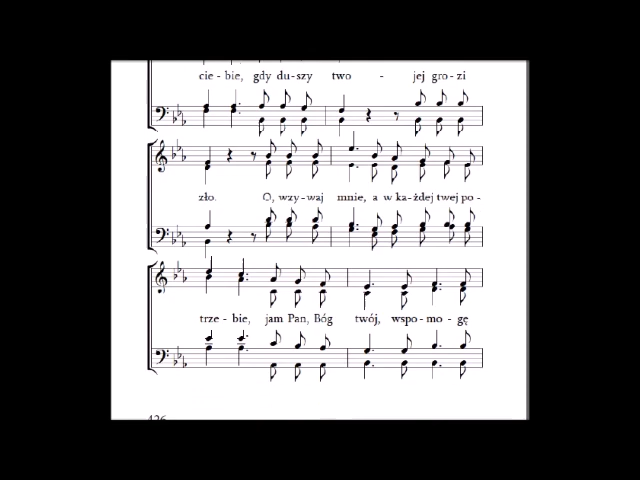 cie - bie, gdy du - szy two - jej gro - zi
zło. O, wzy - waj mnie, a w ka - żdej twej po -
trze - bie, jam Pan, Bóg twój, wspo - mo - gę